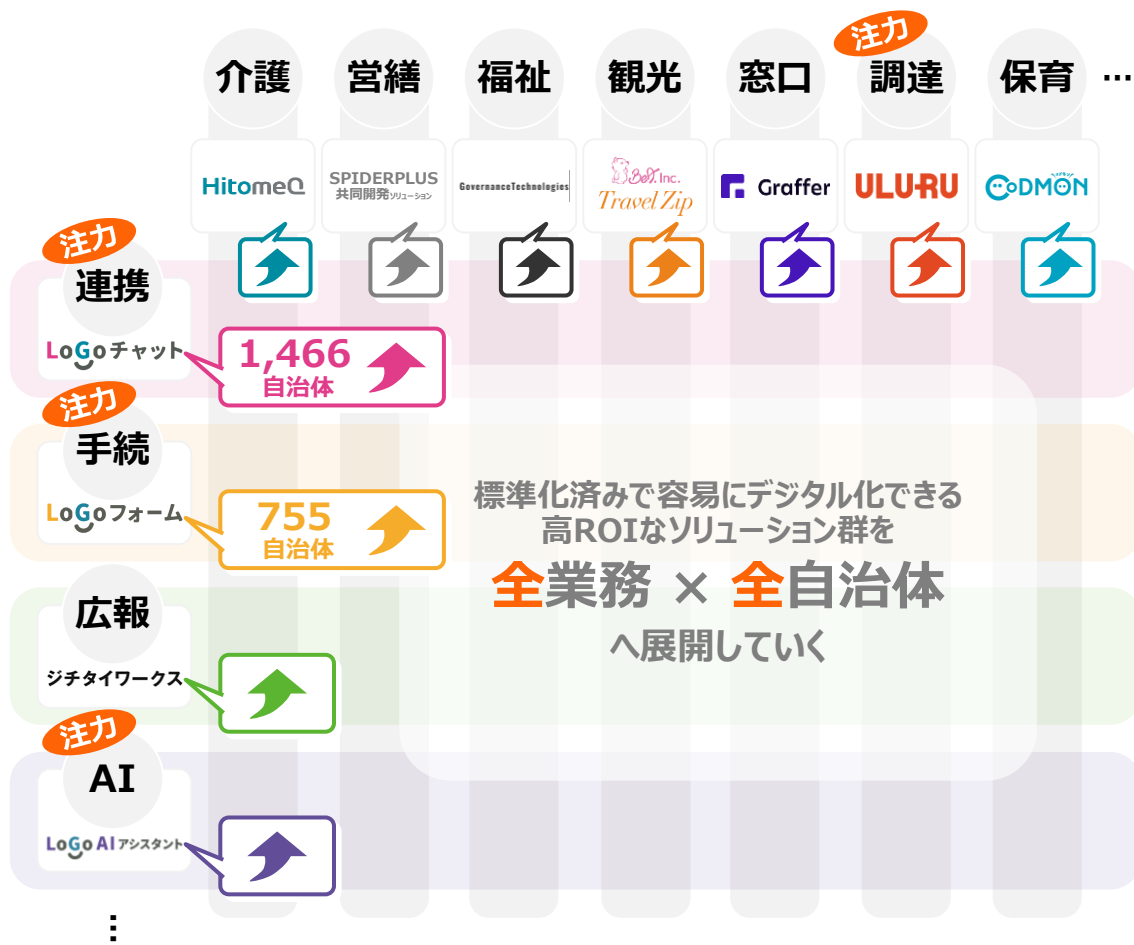 注力
介護 営繕 福祉 観光 窓口 調達 保育 …
HitomeQ
SPIDERPLUS
共同開発ソリューション
GovernanceTechnologies
BeX.Inc.
Travel Zip
Graffer
ULURU
CoDMON
注力
連携
LoGoチャット
1,466
自治体
注力
手続
LoGoフォーム
755
自治体
標準化済みで容易にデジタル化できる
高ROIなソリューション群を
全業務 × 全自治体
へ展開していく
広報
ジチタイワークス
注力
AI
LoGo AI アシスタント
⋮